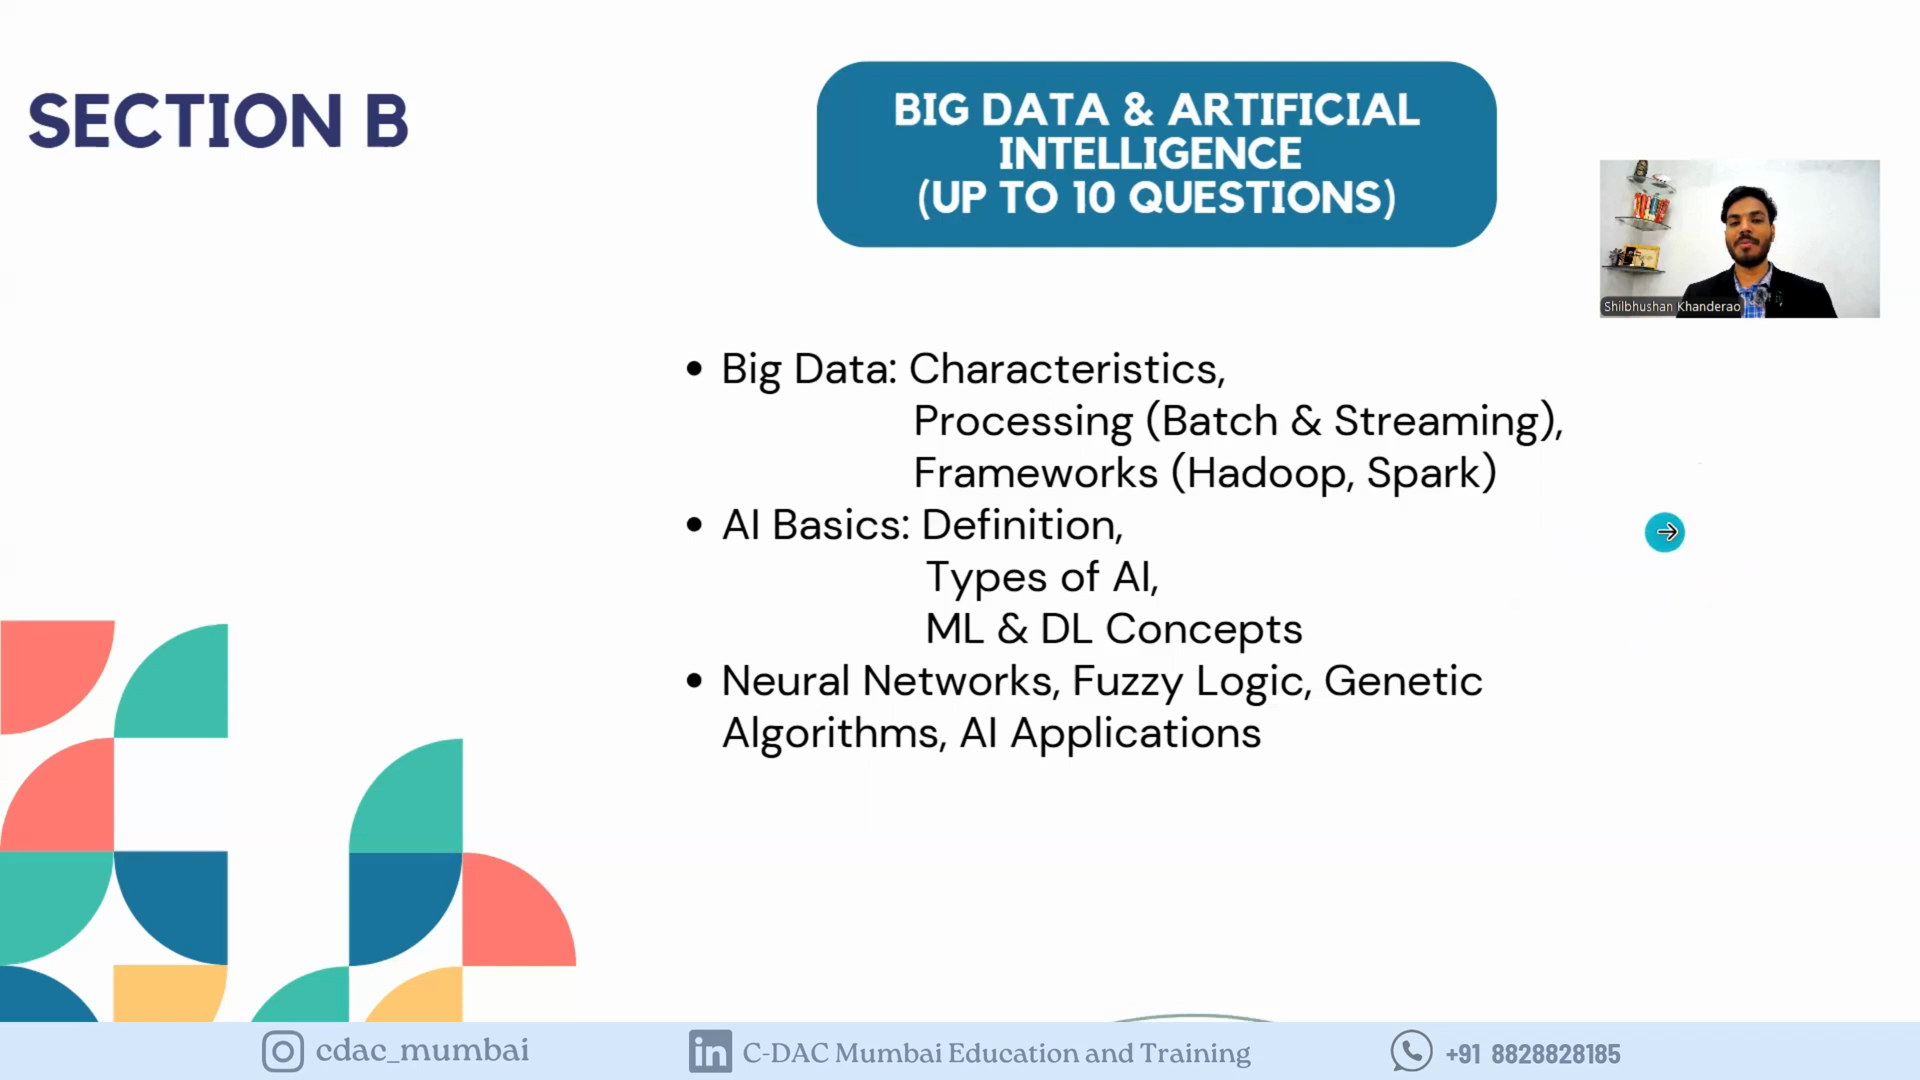 SECTION B
BIG DATA & ARTIFICIAL
INTELLIGENCE
(UP TO 10 QUESTIONS)
Shilbhushan Khanderao
• Big Data: Characteristics,
Processing (Batch & Streaming),
Frameworks (Hadoop, Spark)
• AI Basics: Definition,
Types of AI,
ML & DL Concepts
• Neural Networks, Fuzzy Logic, Genetic
Algorithms, AI Applications
cdac_mumbai
in C-DAC Mumbai Education and Training
+91 8828828185